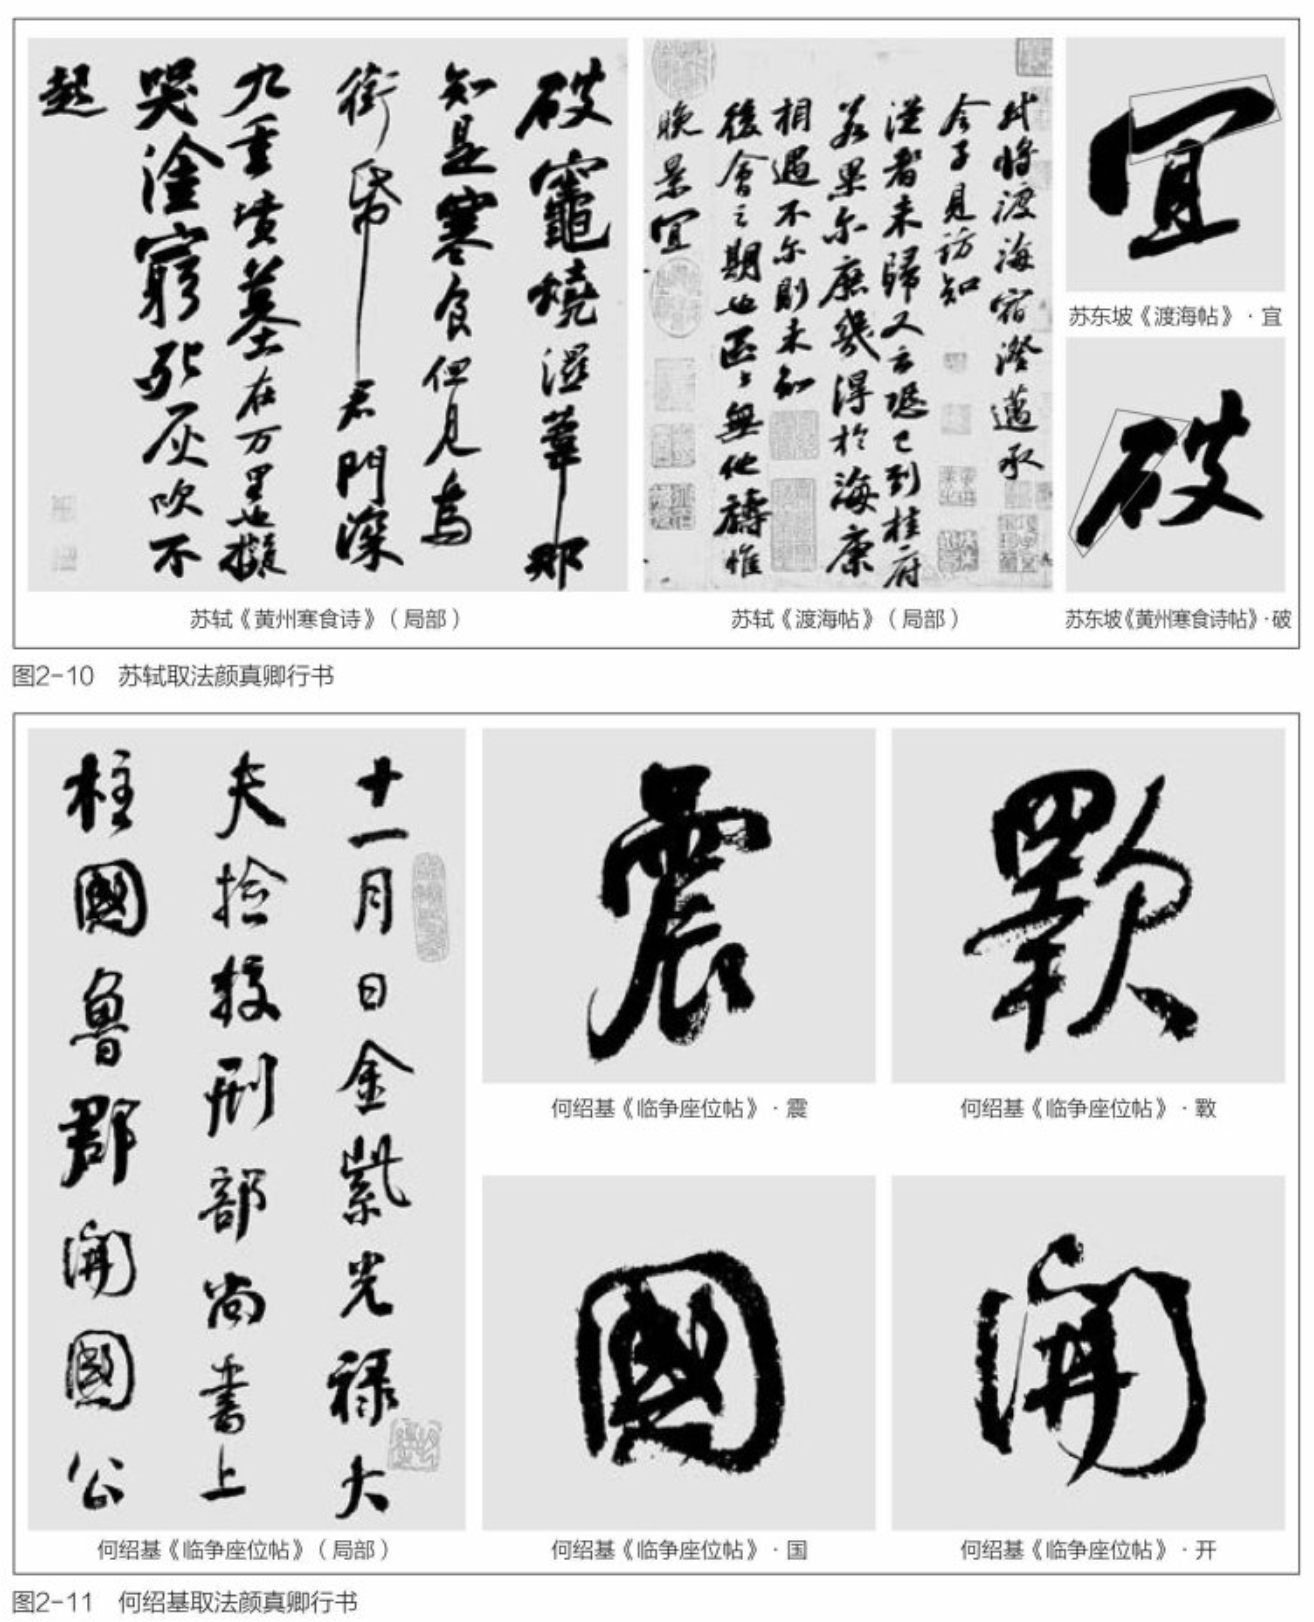 破竈燒濕葦那
知是寒食但見烏
銜帋君門深
九重墳墓在万里也擬
哭塗窮死灰吹不
起
苏轼《黄州寒食诗》（局部）
軾將渡海宿澄邁承
令子見訪知
從者未歸又云恐已到桂府
若果尔庶幾得於海康
相遇不尔則未知
後會之期也區々無他禱惟
晚景宜
苏轼《渡海帖》（局部）
宜
苏东坡《渡海帖》·宜
破
苏东坡《黄州寒食诗帖》·破
图2-10 苏轼取法颜真卿行书
十一月日金紫光禄大
夫捡挍刑部尚書上
柱國魯郡開國公
何绍基《临争座位帖》（局部）
震
何绍基《临争座位帖》·震
何绍基《临争座位帖》·
國
何绍基《临争座位帖》·国
開
何绍基《临争座位帖》·开
图2-11 何绍基取法颜真卿行书